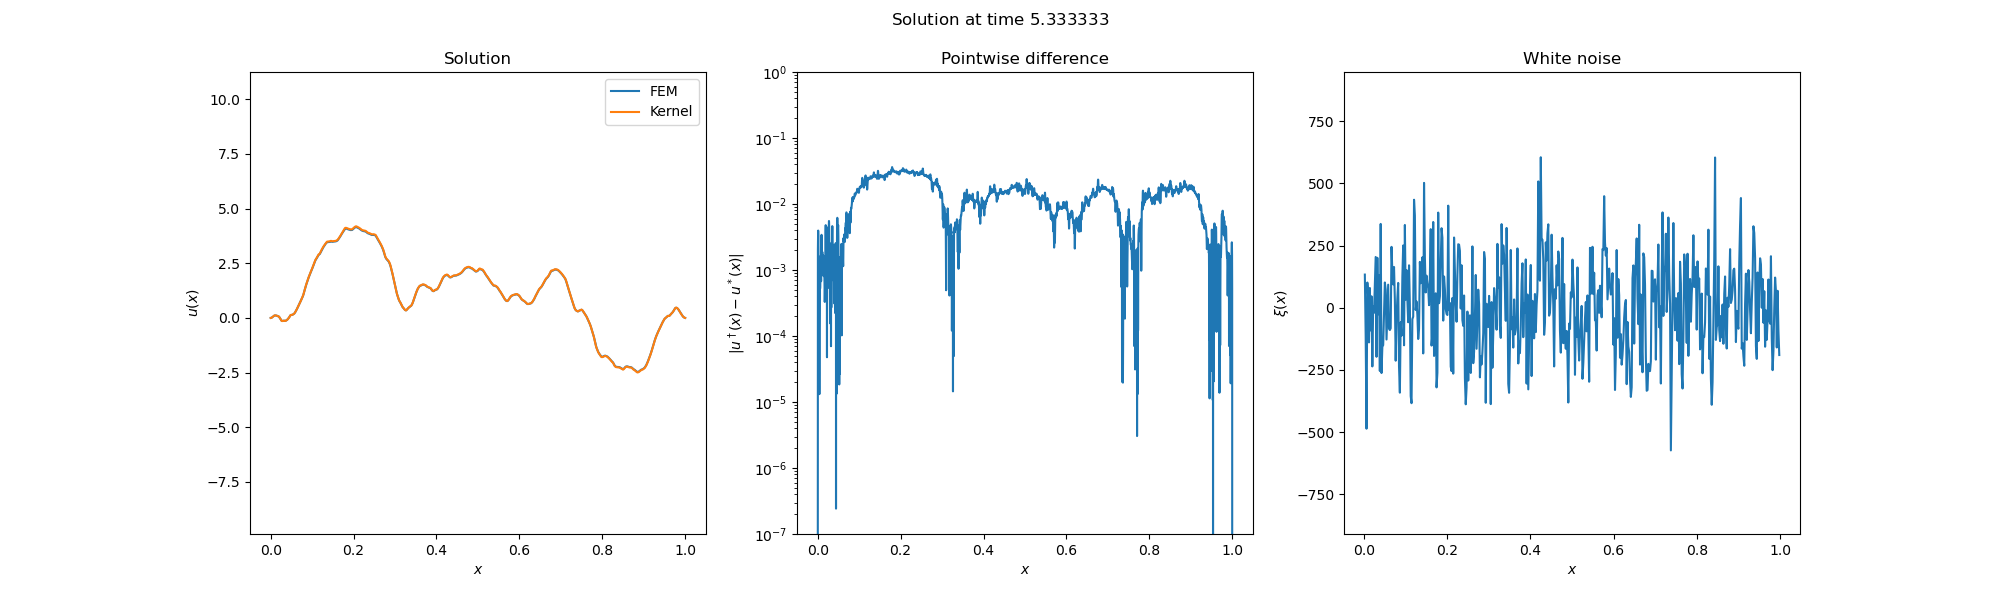 Solution at time 5.333333
Solution
FEM
Kernel
10.0
7.5
5.0
2.5
0.0
−2.5
−5.0
−7.5
u(x)
0.0 0.2 0.4 0.6 0.8 1.0
x
Pointwise difference
10⁰
10⁻¹
10⁻²
10⁻³
10⁻⁴
10⁻⁵
10⁻⁶
10⁻⁷
|u†(x) − u*(x)|
0.0 0.2 0.4 0.6 0.8 1.0
x
White noise
750
500
250
0
−250
−500
−750
ξ(x)
0.0 0.2 0.4 0.6 0.8 1.0
x